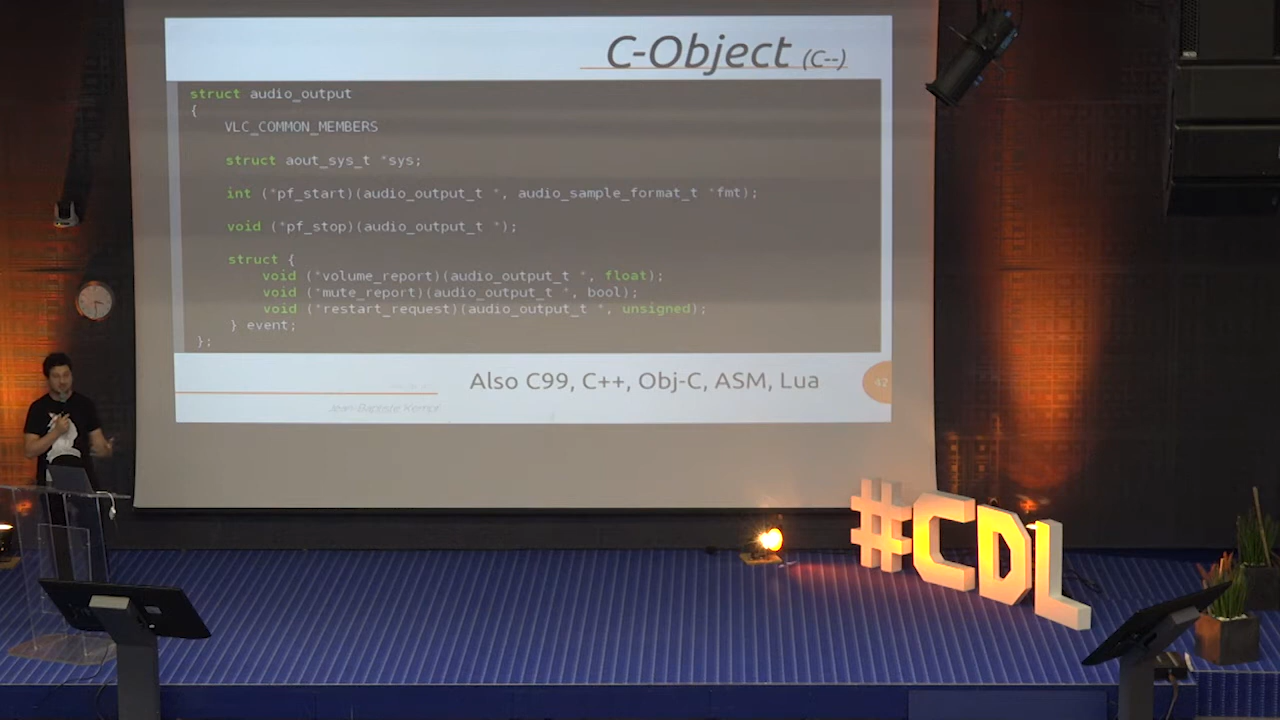 C-Object (C--)
struct audio_output
{
VLC_COMMON_MEMBERS
struct aout_sys_t *sys;
int (*pf_start)(audio_output_t *, audio_sample_format_t *fmt);
void (*pf_stop)(audio_output_t *);
struct {
void (*volume_report)(audio_output_t *, float);
void (*mute_report)(audio_output_t *, bool);
void (*restart_request)(audio_output_t *, unsigned);
} event;
};
Also C99, C++, Obj-C, ASM, Lua
42
Jean-Baptiste Kempf
#CDL